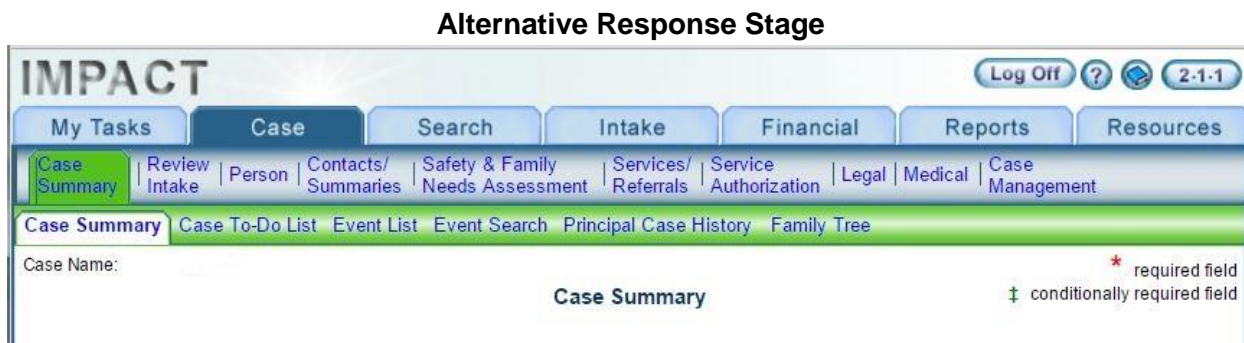 Alternative Response Stage
IMPACT
Log Off ? 2-1-1
My Tasks Case Search Intake Financial Reports Resources
Case Summary | Review Intake | Person | Contacts/ Summaries | Safety & Family Needs Assessment | Services/ Referrals | Service Authorization | Legal | Medical | Case Management
Case Summary Case To-Do List Event List Event Search Principal Case History Family Tree
Case Name:
* required field
Case Summary
‡ conditionally required field